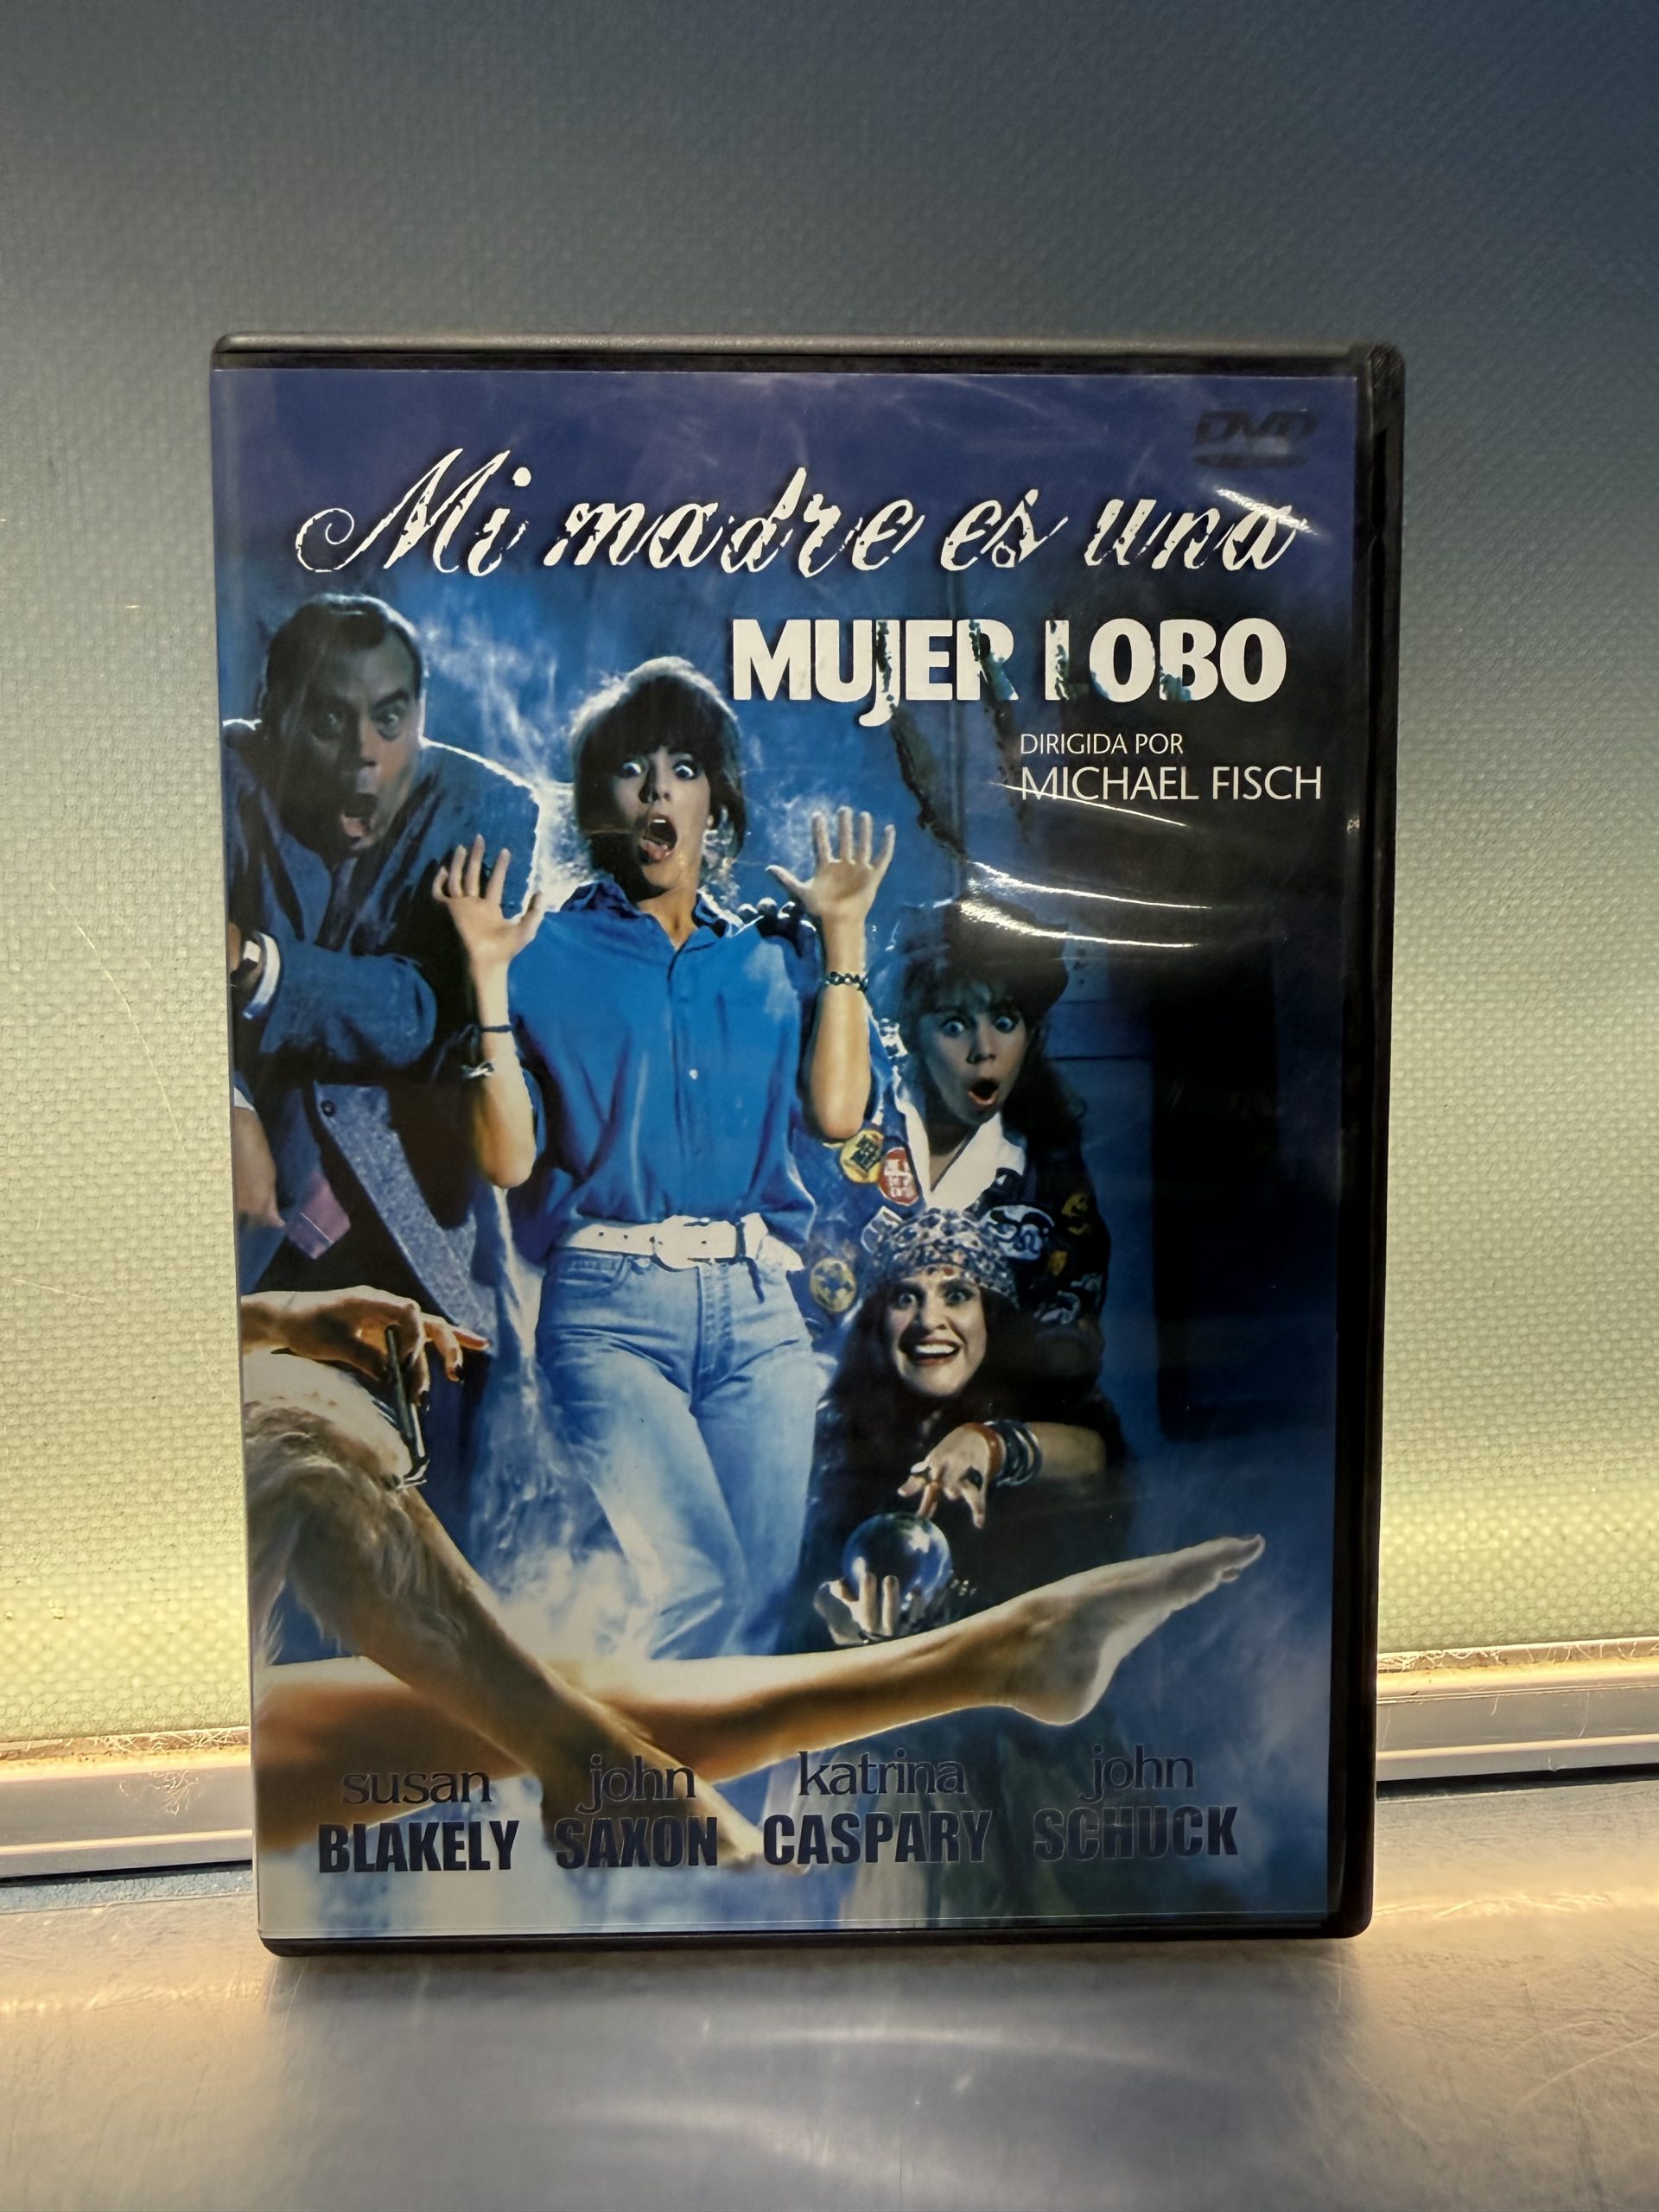 DVD
Mi madre es una
MUJER LOBO
DIRIGIDA POR
MICHAEL FISCH
susan john katrina john
BLAKELY SAXON CASPARY SCHUCK